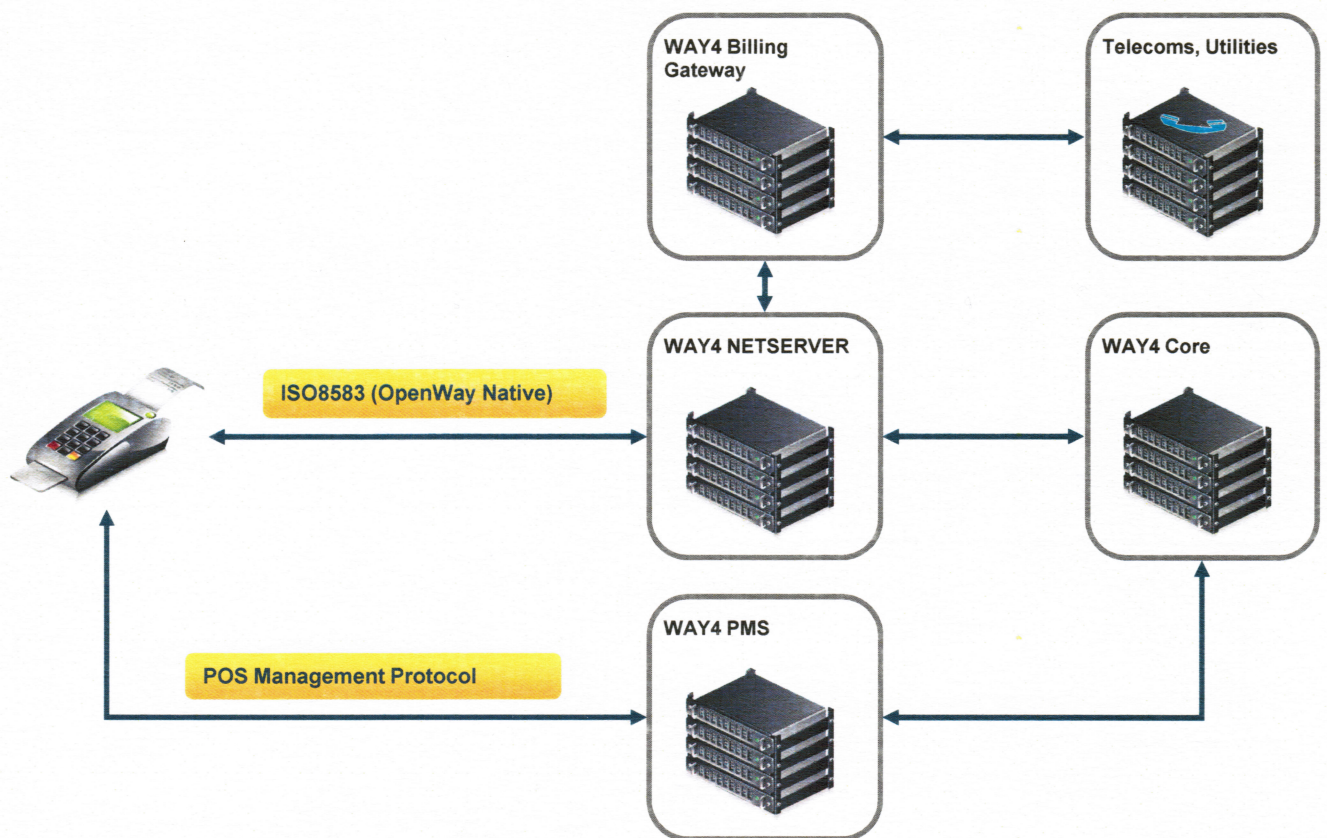 WAY4 Billing
Gateway
Telecoms, Utilities
WAY4 NETSERVER
WAY4 Core
ISO8583 (OpenWay Native)
WAY4 PMS
POS Management Protocol